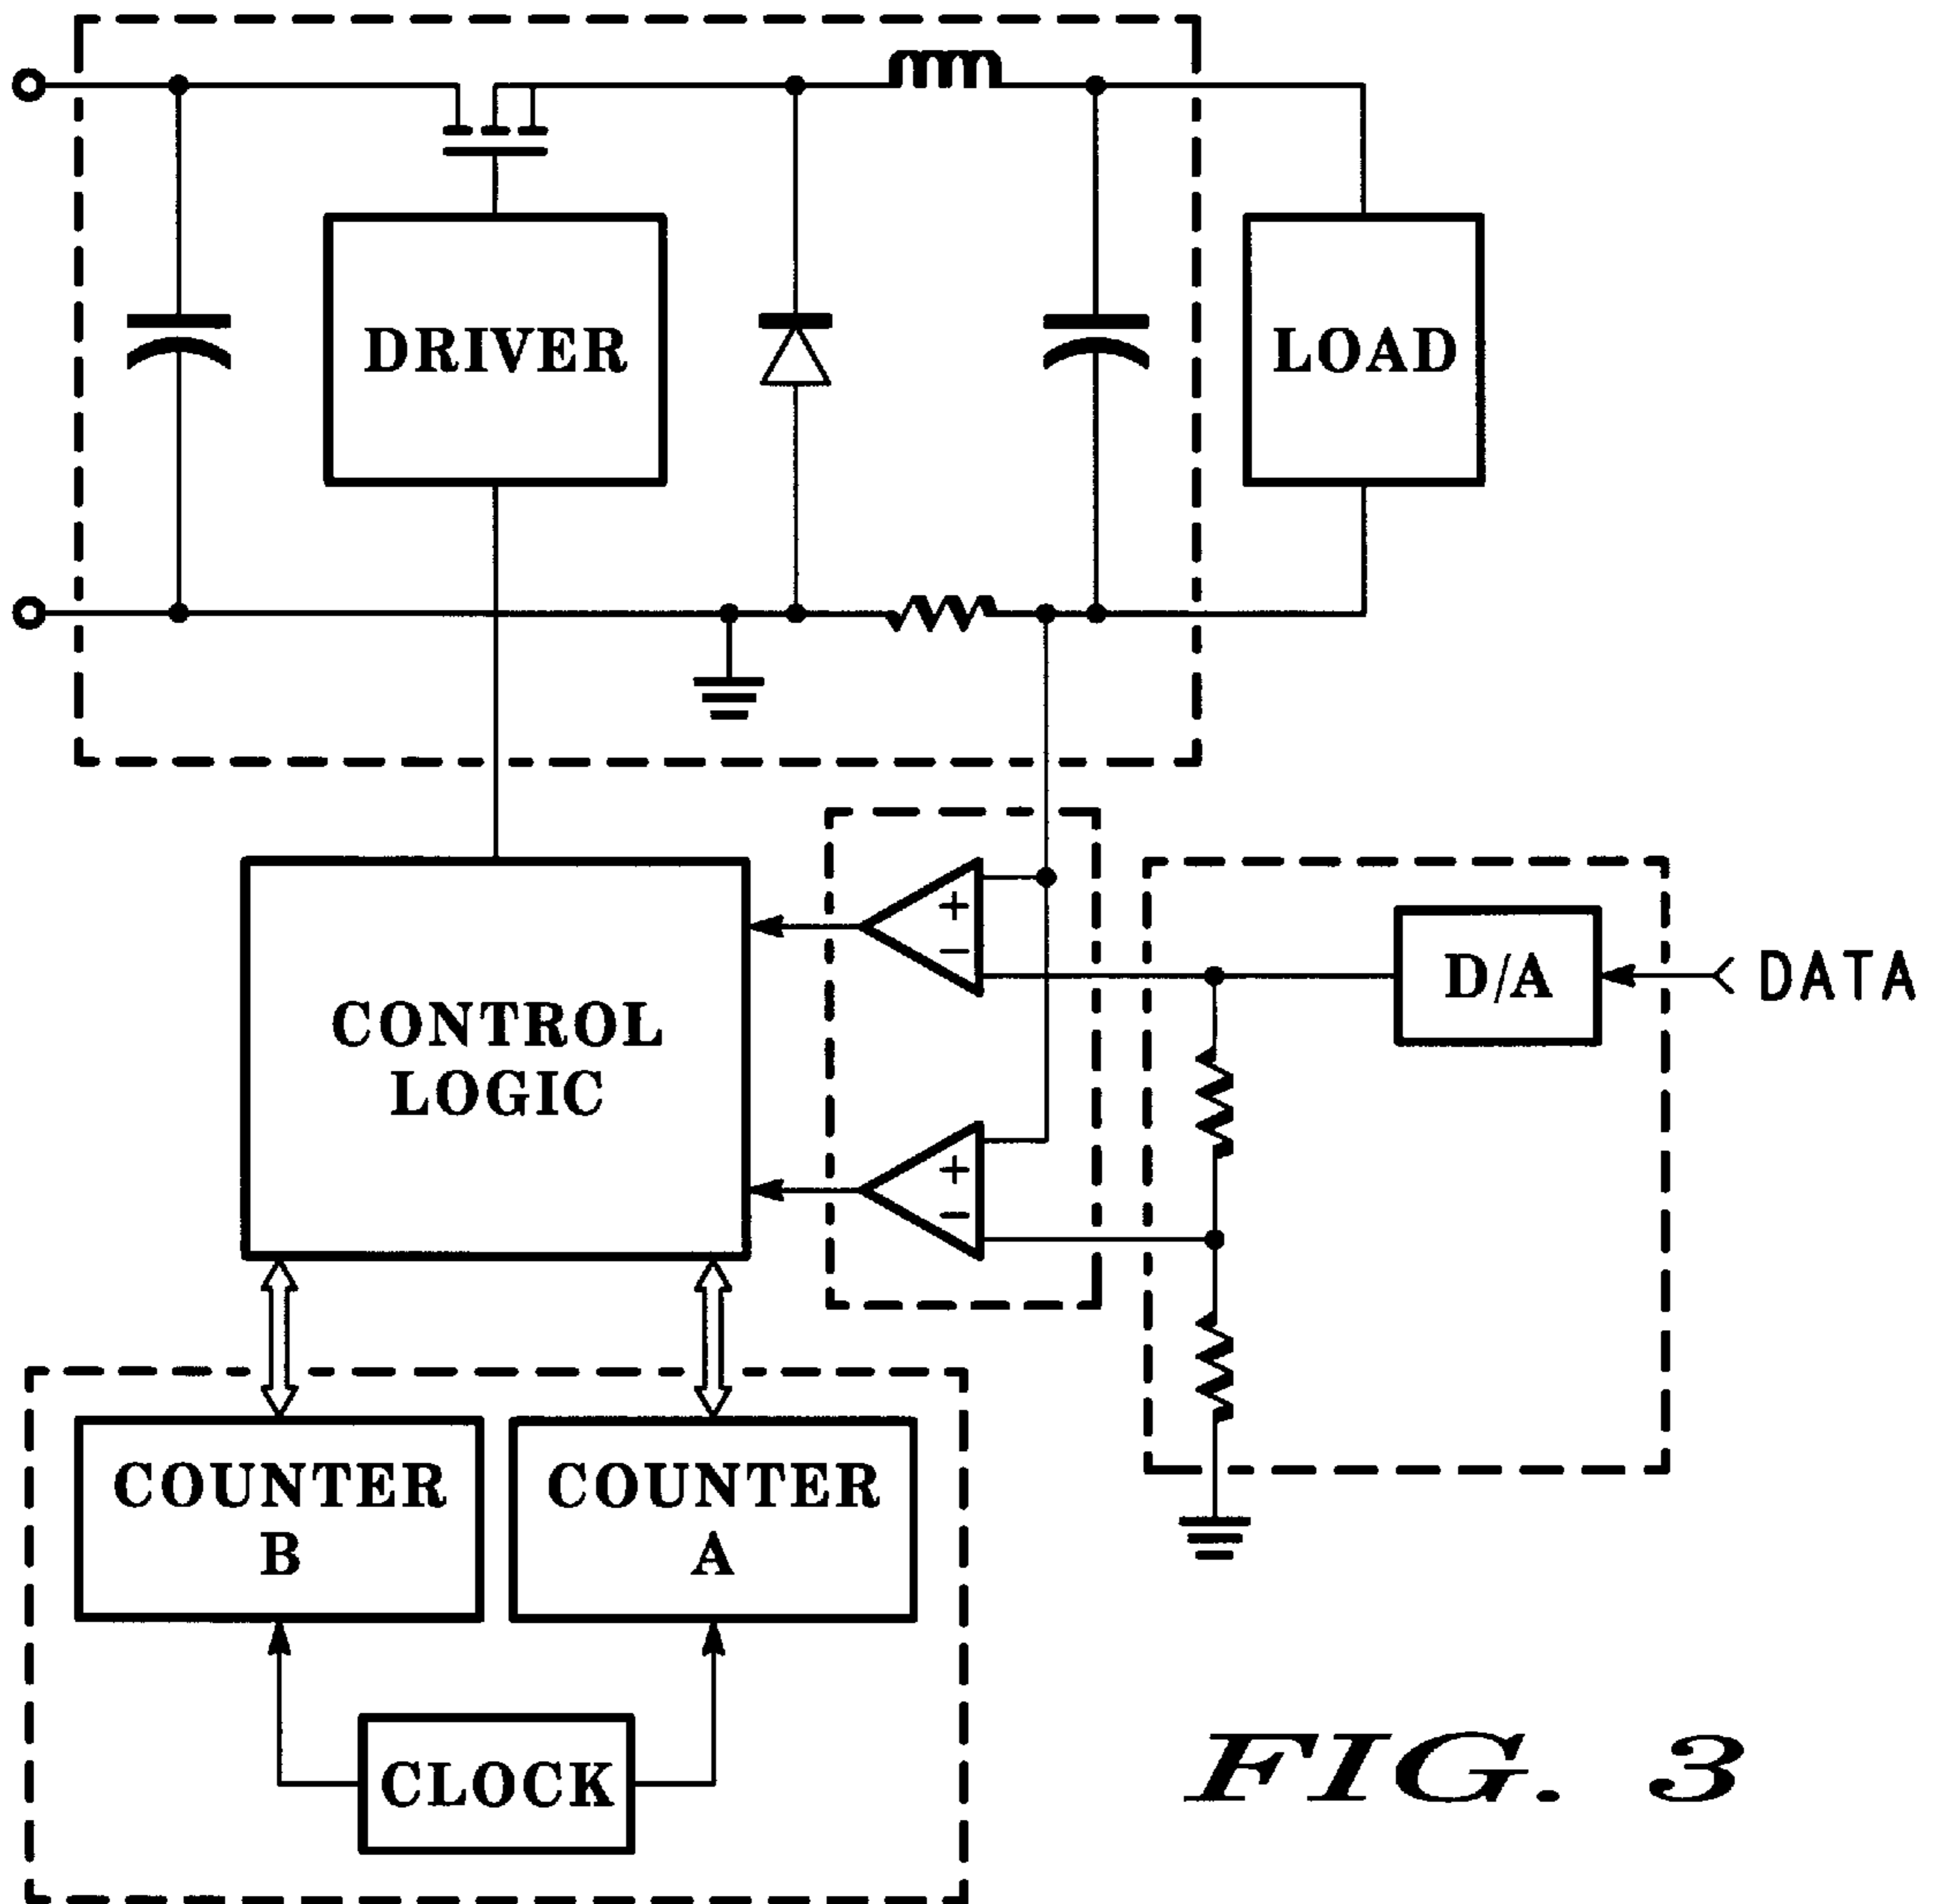 DRIVER
LOAD
+
−
D/A
DATA
CONTROL
LOGIC
+
−
COUNTER
B
COUNTER
A
CLOCK
FIG. 3